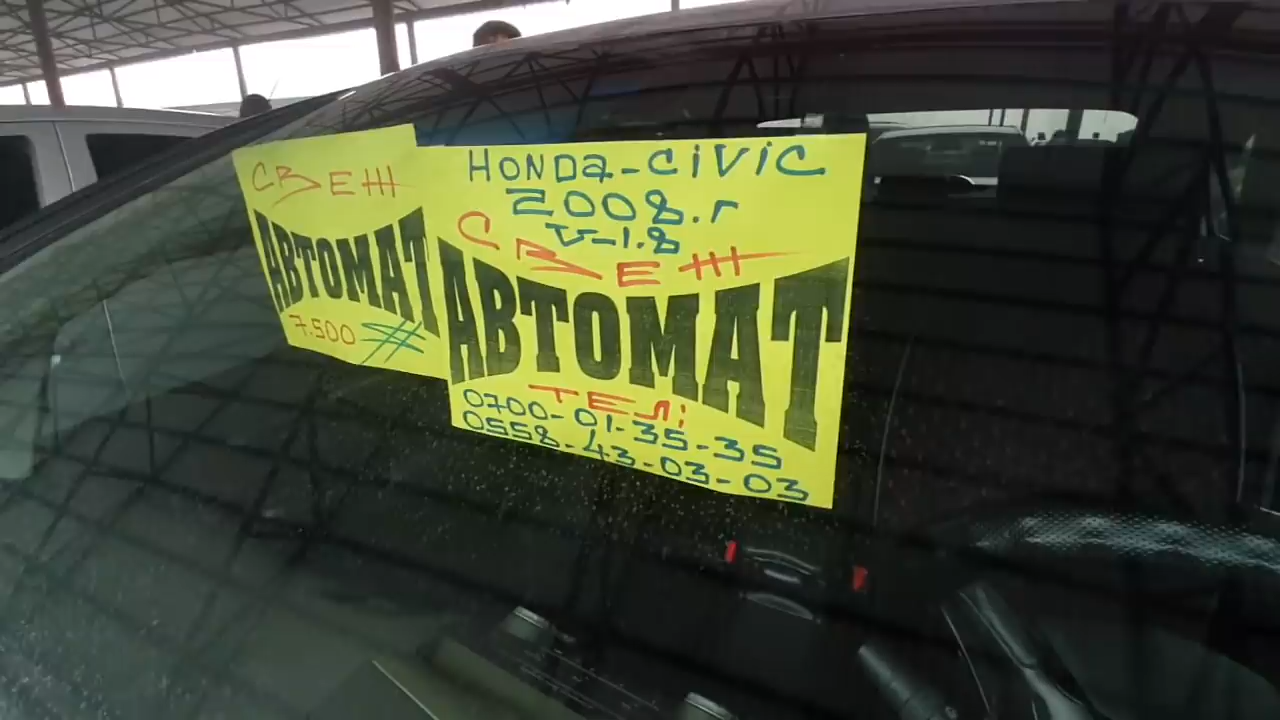 СВЕЖ
АВТОМАТ
7.500 $
HONDa-CiViC
2008.г
V-1.8
СВЕЖ
АВТОМАТ
ТЕЛ:
0700-01-35-35
0558-43-03-03